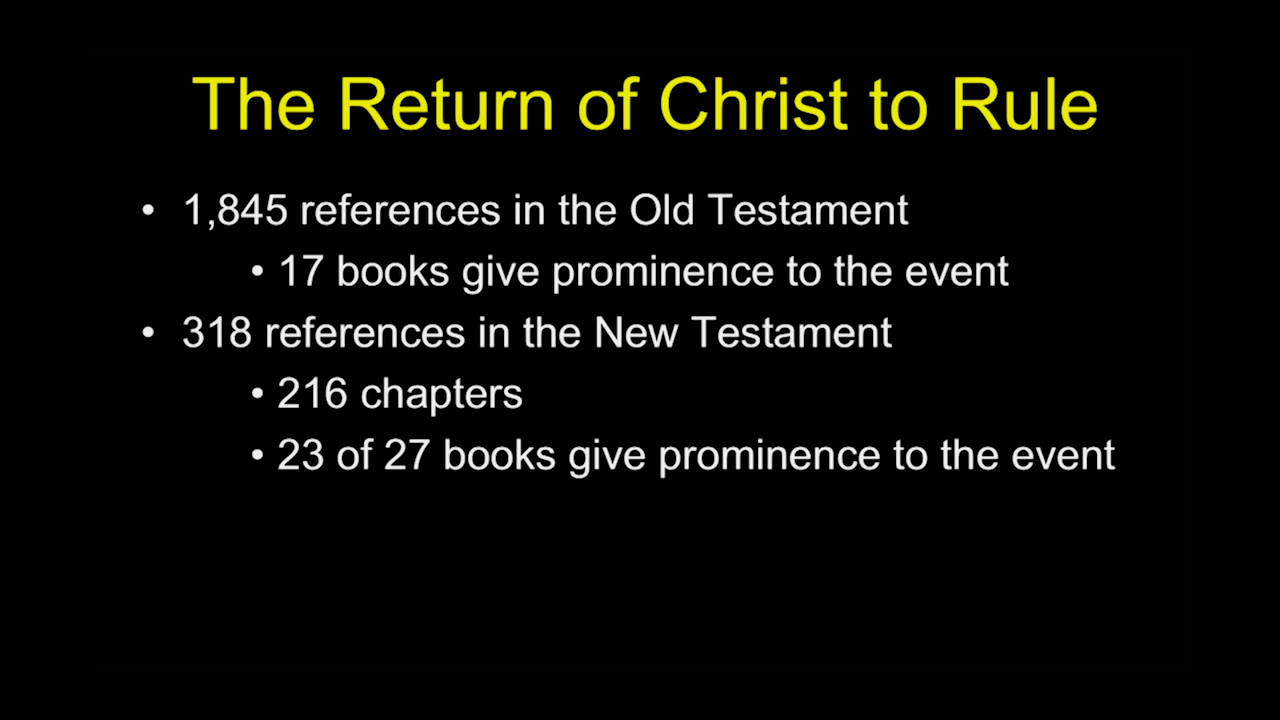 The Return of Christ to Rule
• 1,845 references in the Old Testament
• 17 books give prominence to the event
• 318 references in the New Testament
• 216 chapters
• 23 of 27 books give prominence to the event